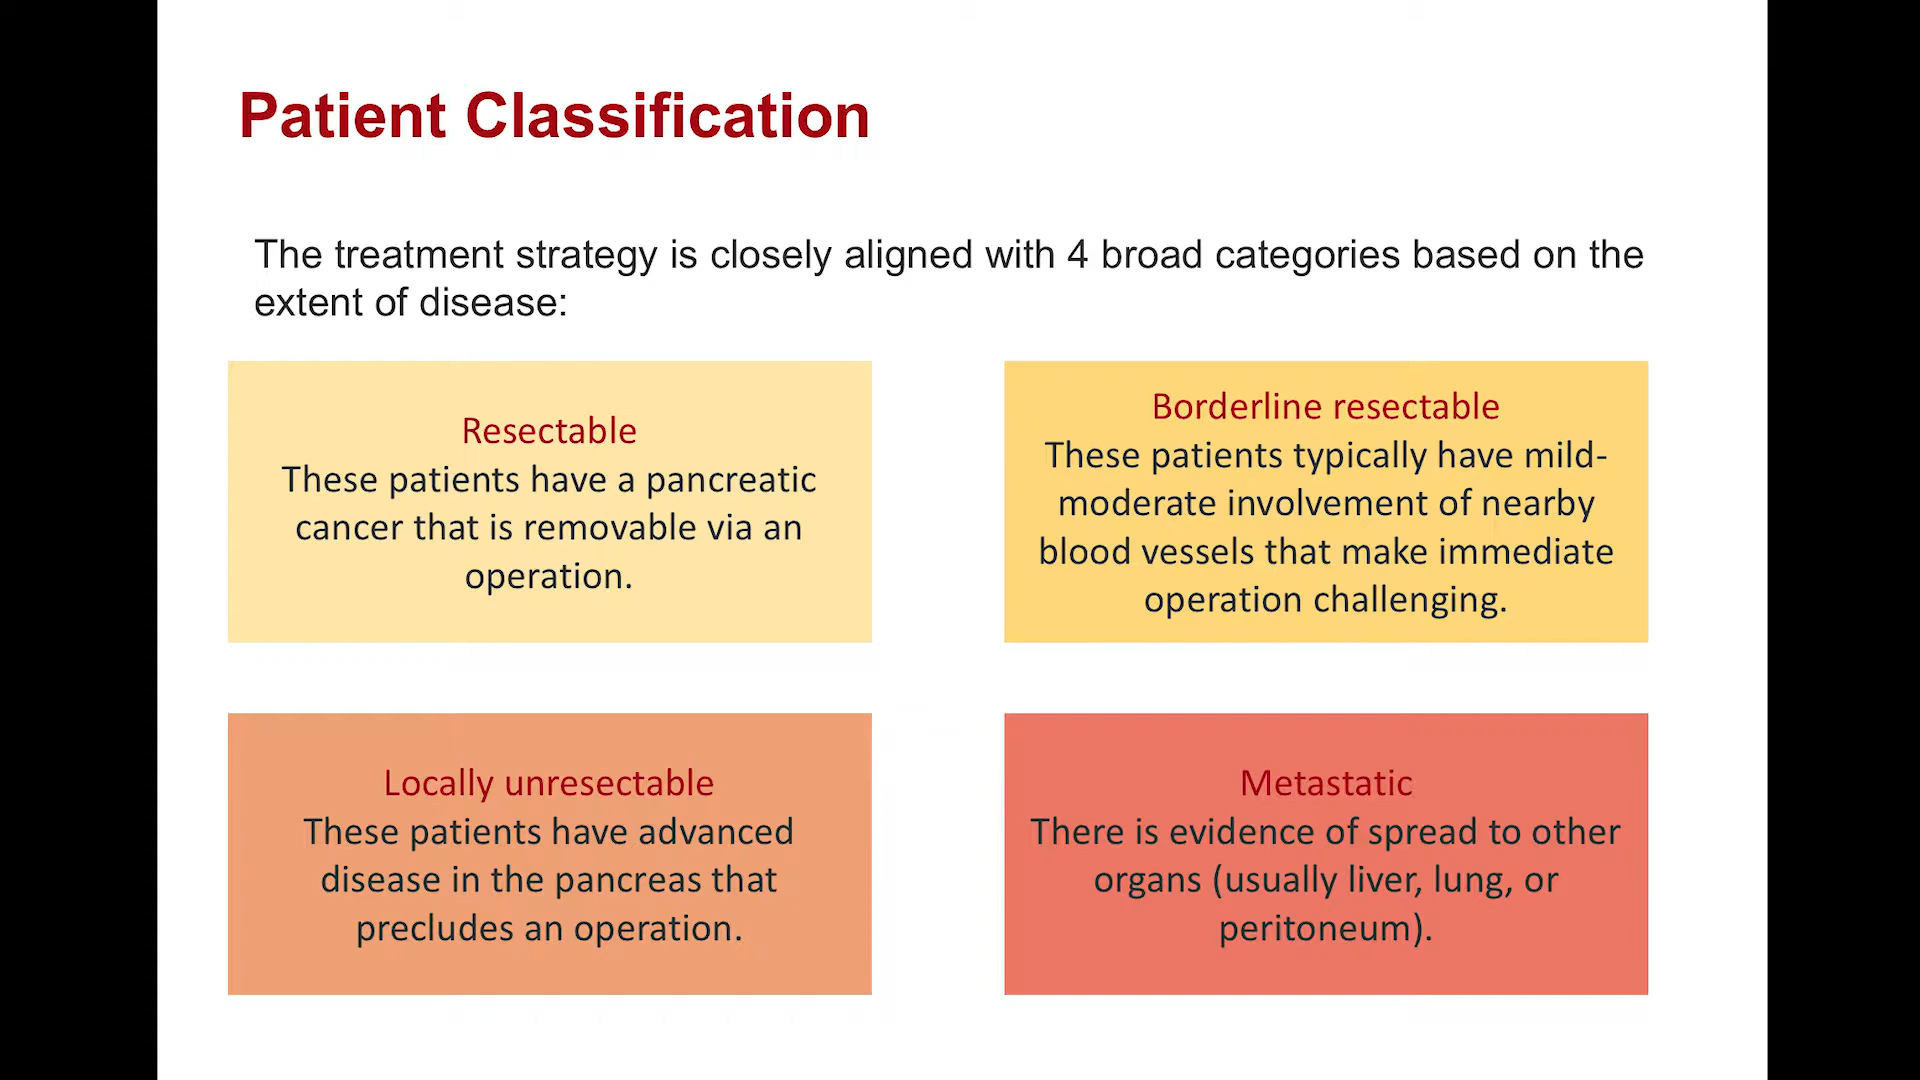 Patient Classification
The treatment strategy is closely aligned with 4 broad categories based on the
extent of disease:
Resectable
These patients have a pancreatic
cancer that is removable via an
operation.
Borderline resectable
These patients typically have mild-
moderate involvement of nearby
blood vessels that make immediate
operation challenging.
Locally unresectable
These patients have advanced
disease in the pancreas that
precludes an operation.
Metastatic
There is evidence of spread to other
organs (usually liver, lung, or
peritoneum).